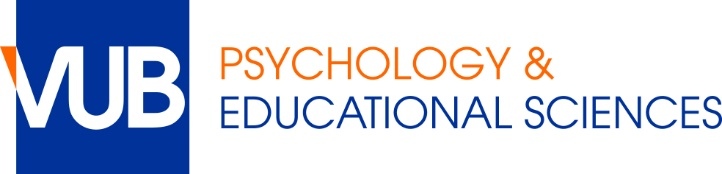 VUB
PSYCHOLOGY &
EDUCATIONAL SCIENCES